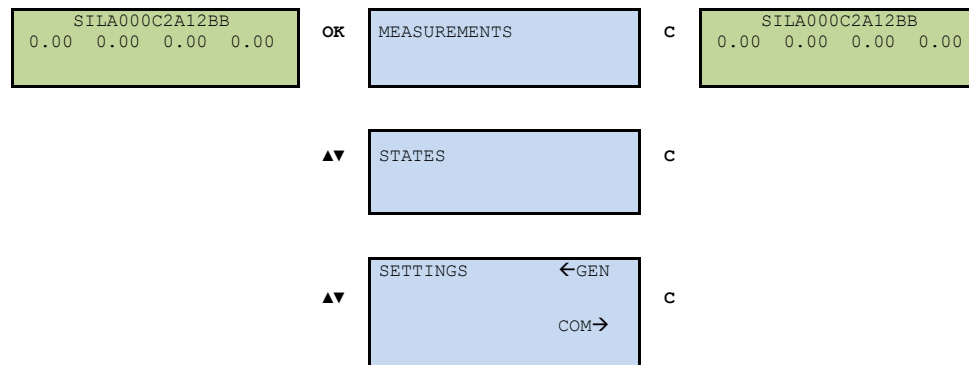 SILA000C2A12BB
0.00 0.00 0.00 0.00
OK
MEASUREMENTS
C
SILA000C2A12BB
0.00 0.00 0.00 0.00
▲▼
STATES
C
▲▼
SETTINGS ←GEN
COM→
C